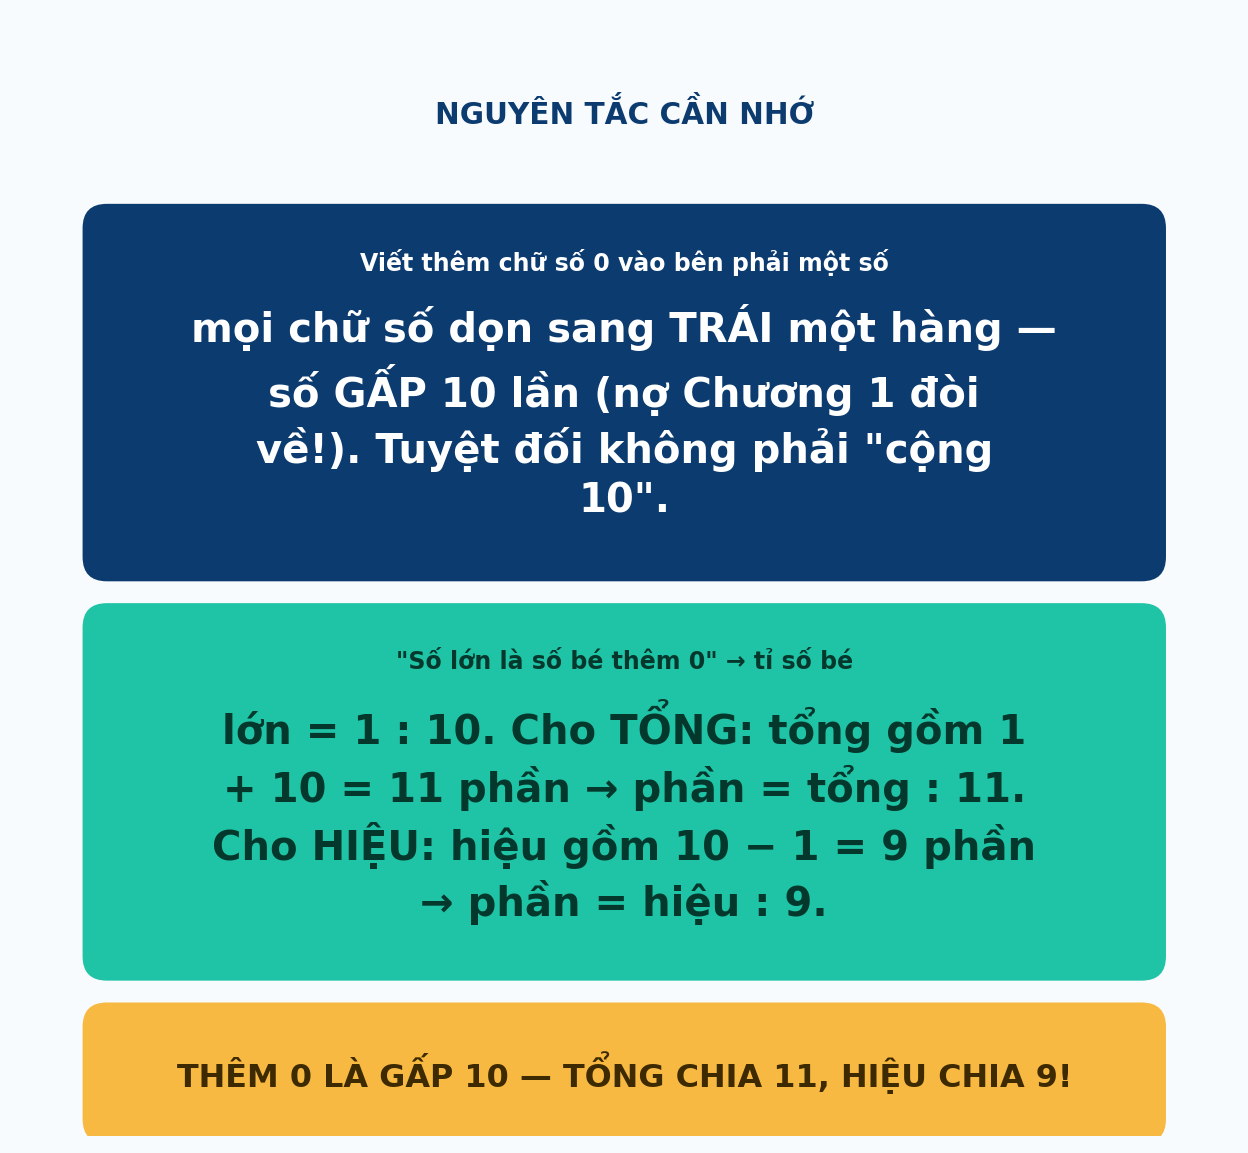 NGUYÊN TẮC CẦN NHỚ
Viết thêm chữ số 0 vào bên phải một số
mọi chữ số dọn sang TRÁI một hàng —
số GẤP 10 lần (nợ Chương 1 đòi
về!). Tuyệt đối không phải "cộng
10".
"Số lớn là số bé thêm 0" → tỉ số bé
lớn = 1 : 10. Cho TỔNG: tổng gồm 1
+ 10 = 11 phần → phần = tổng : 11.
Cho HIỆU: hiệu gồm 10 − 1 = 9 phần
→ phần = hiệu : 9.
THÊM 0 LÀ GẤP 10 — TỔNG CHIA 11, HIỆU CHIA 9!